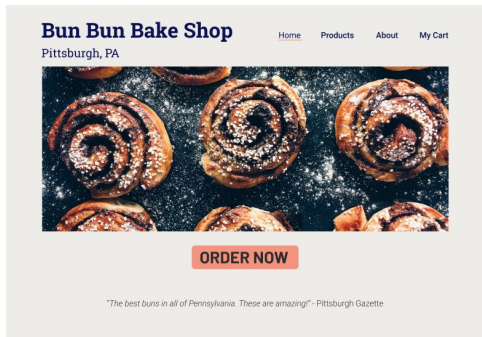 Bun Bun Bake Shop
Pittsburgh, PA
Home Products About My Cart
ORDER NOW
"The best buns in all of Pennsylvania. These are amazing!" - Pittsburgh Gazette